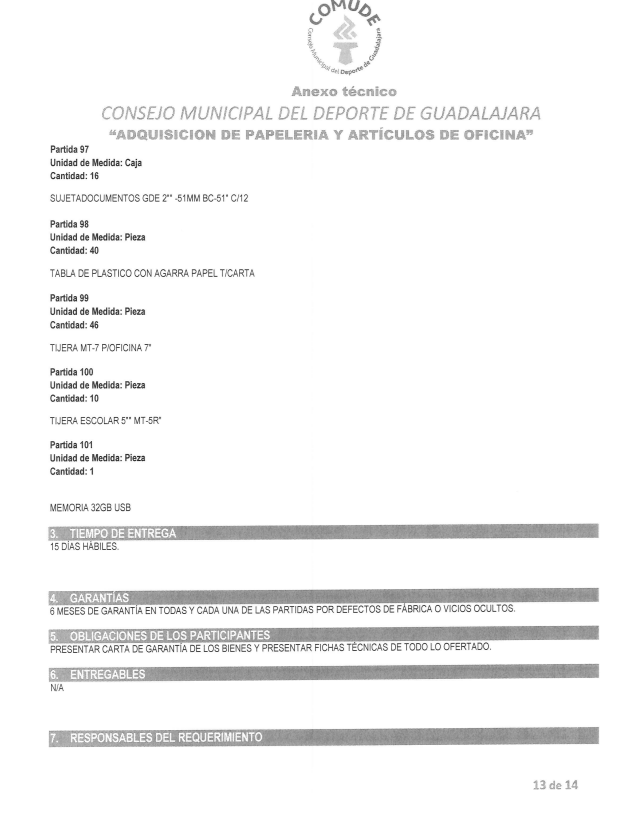 COMUDE
Consejo Municipal del Deporte de Guadalajara
Anexo técnico
CONSEJO MUNICIPAL DEL DEPORTE DE GUADALAJARA
“ADQUISICION DE PAPELERIA Y ARTÍCULOS DE OFICINA”
Partida 97
Unidad de Medida: Caja
Cantidad: 16
SUJETADOCUMENTOS GDE 2"" -51MM BC-51" C/12
Partida 98
Unidad de Medida: Pieza
Cantidad: 40
TABLA DE PLASTICO CON AGARRA PAPEL T/CARTA
Partida 99
Unidad de Medida: Pieza
Cantidad: 46
TIJERA MT-7 P/OFICINA 7"
Partida 100
Unidad de Medida: Pieza
Cantidad: 10
TIJERA ESCOLAR 5"" MT-5R"
Partida 101
Unidad de Medida: Pieza
Cantidad: 1
MEMORIA 32GB USB
3. TIEMPO DE ENTREGA
15 DÍAS HÁBILES.
4. GARANTÍAS
6 MESES DE GARANTÍA EN TODAS Y CADA UNA DE LAS PARTIDAS POR DEFECTOS DE FÁBRICA O VICIOS OCULTOS.
5. OBLIGACIONES DE LOS PARTICIPANTES
PRESENTAR CARTA DE GARANTÍA DE LOS BIENES Y PRESENTAR FICHAS TÉCNICAS DE TODO LO OFERTADO.
6. ENTREGABLES
N/A
7. RESPONSABLES DEL REQUERIMIENTO
13 de 14